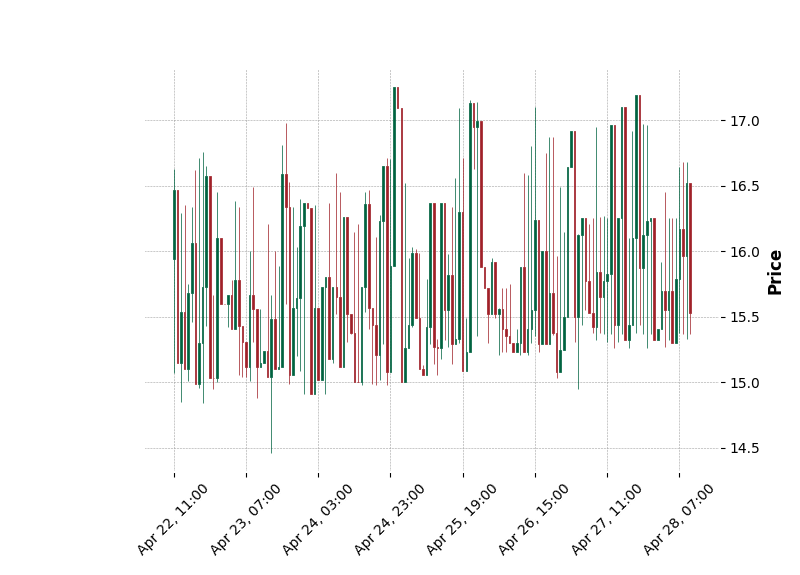 17.0
16.5
16.0
15.5
15.0
14.5
Price
Apr 22, 11:00
Apr 23, 07:00
Apr 24, 03:00
Apr 24, 23:00
Apr 25, 19:00
Apr 26, 15:00
Apr 27, 11:00
Apr 28, 07:00